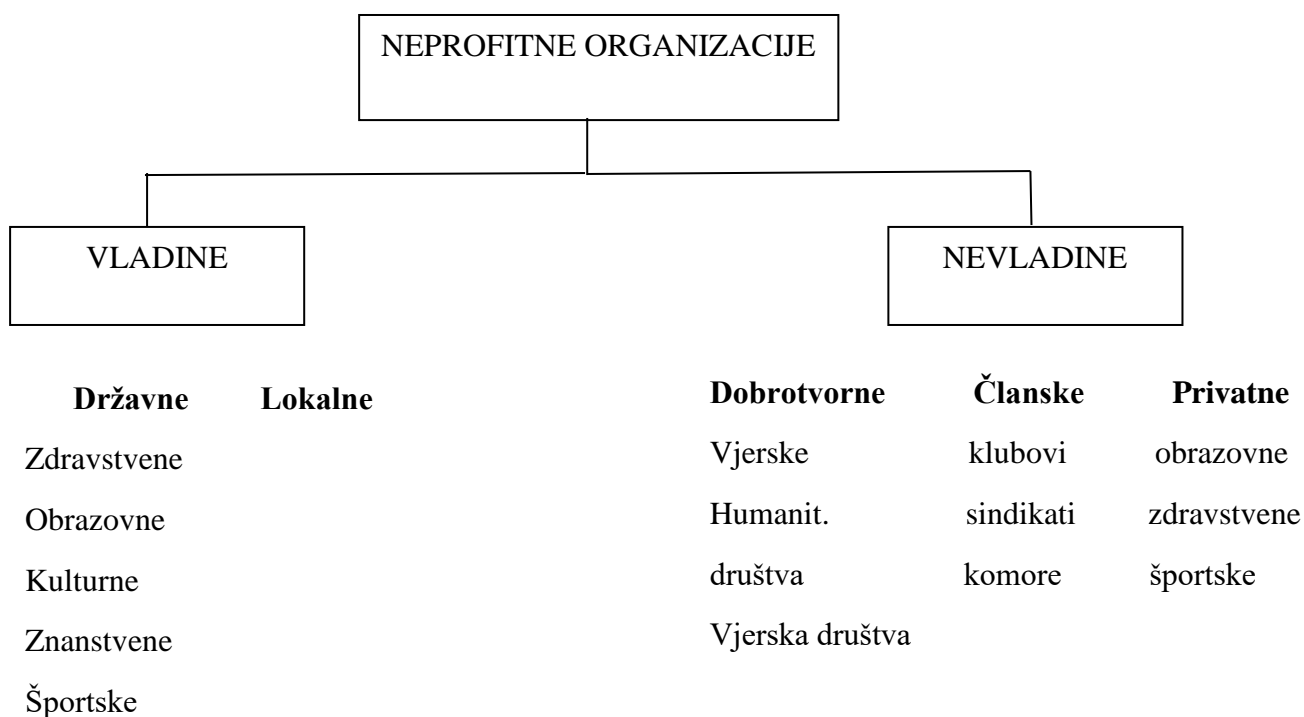 NEPROFITNE ORGANIZACIJE
VLADINE
NEVLADINE
Državne Lokalne
Zdravstvene
Obrazovne
Kulturne
Znanstvene
Športske
Dobrotvorne Članske Privatne
Vjerske klubovi obrazovne
Humanit. sindikati zdravstvene
društva komore športske
Vjerska društva